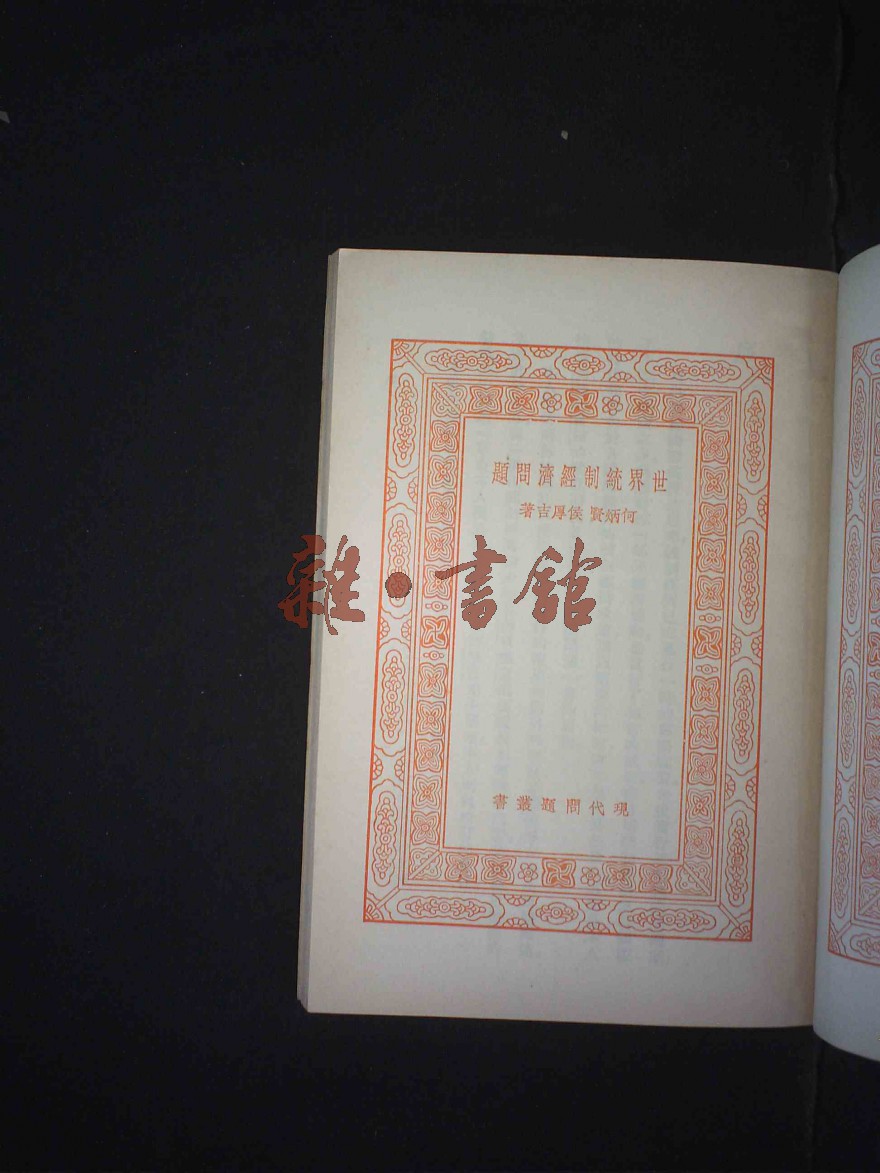 世界統制經濟問題
何炳賢 侯厚吉著
雜·書館
現代問題叢書